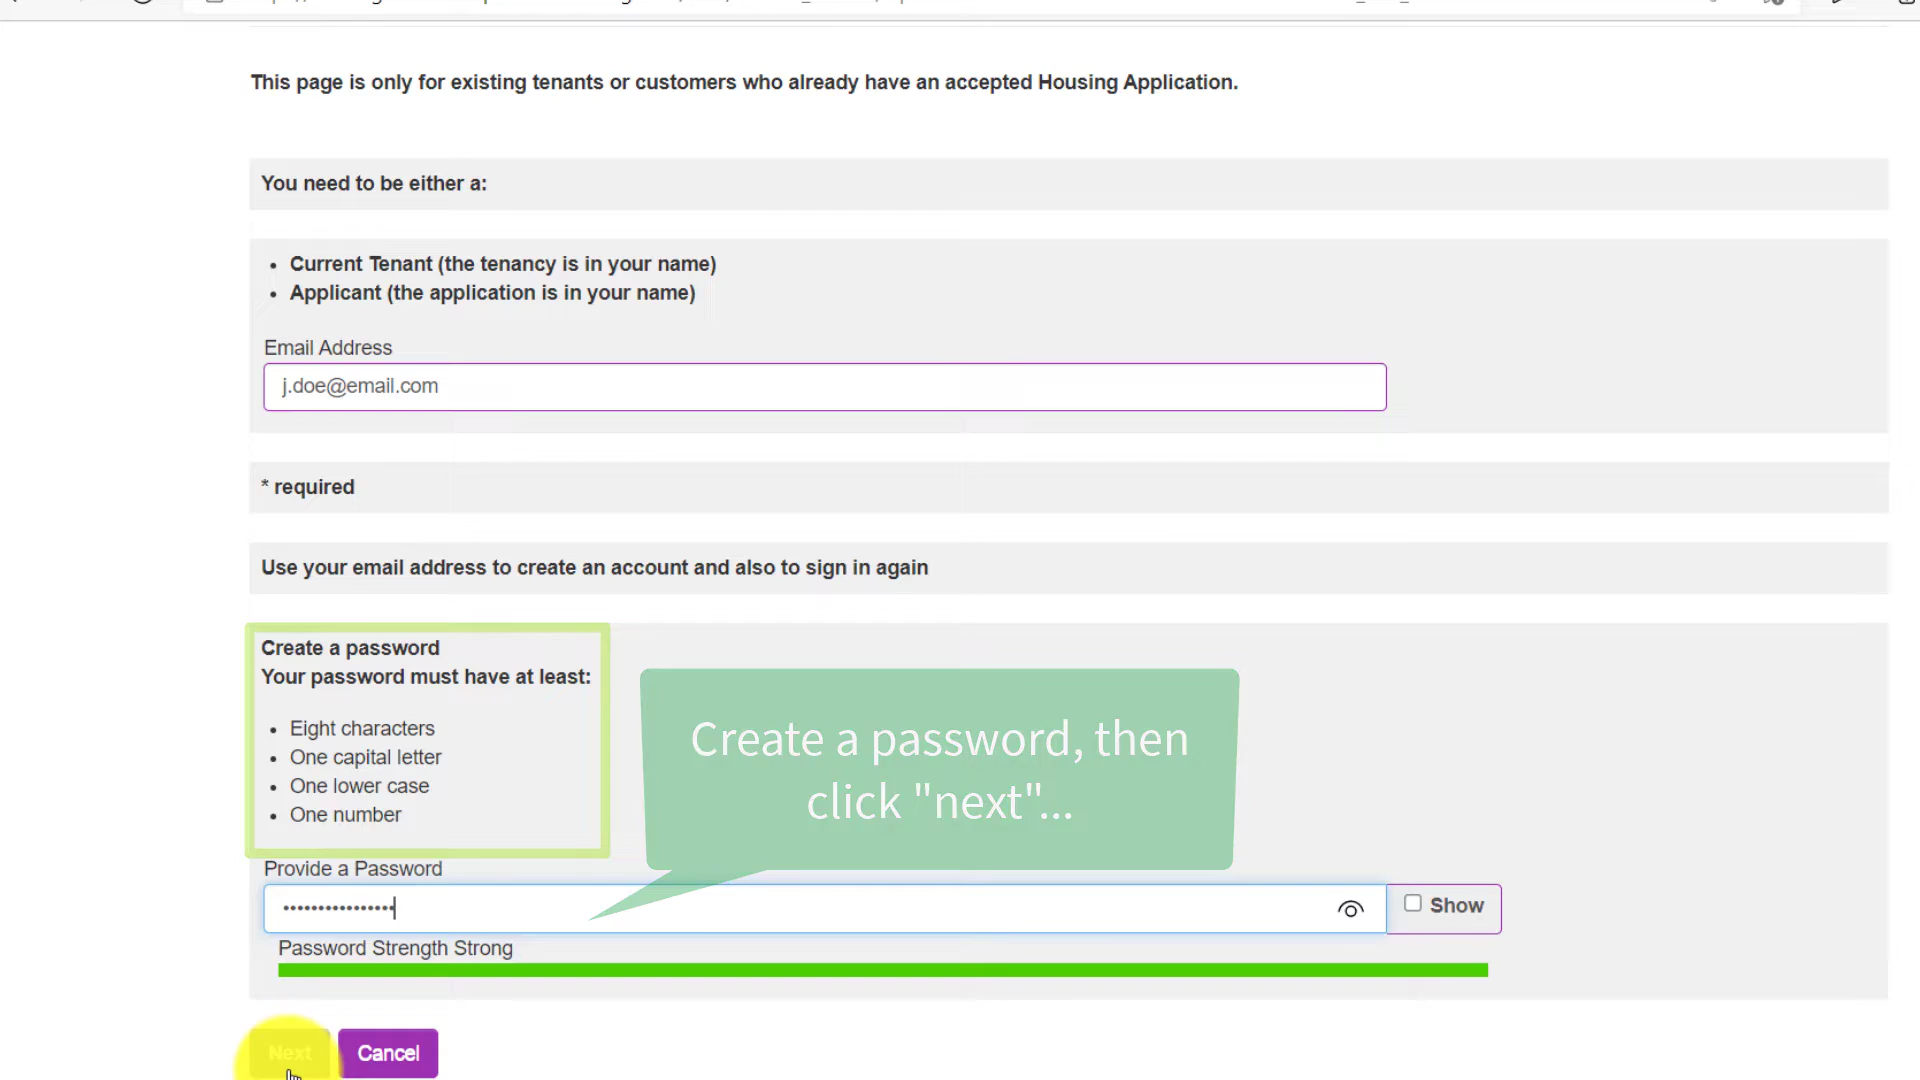 This page is only for existing tenants or customers who already have an accepted Housing Application.
You need to be either a:
• Current Tenant (the tenancy is in your name)
• Applicant (the application is in your name)
Email Address
j.doe@email.com
* required
Use your email address to create an account and also to sign in again
Create a password
Your password must have at least:
• Eight characters
• One capital letter
• One lower case
• One number
Create a password, then
click "next"...
Provide a Password
Show
Password Strength Strong
Next
Cancel